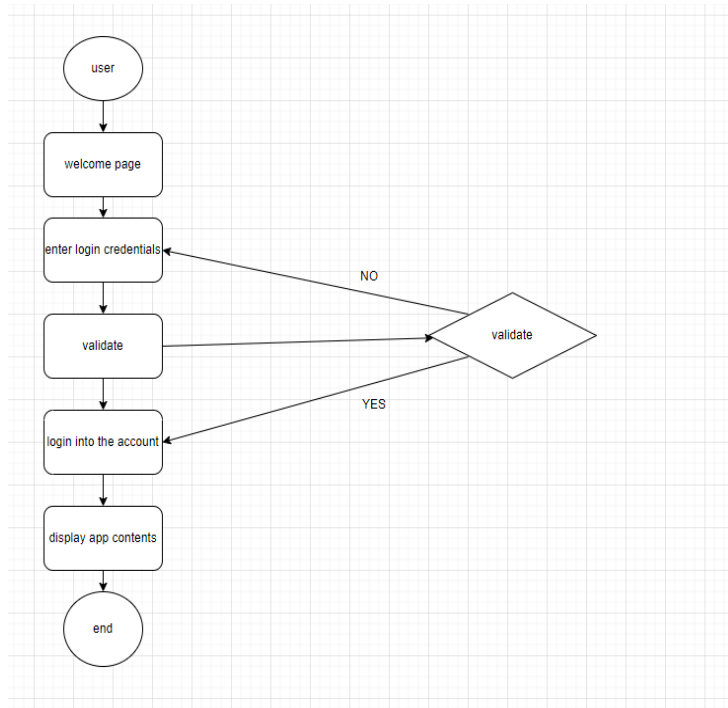 user
welcome page
enter login credentials
NO
validate
validate
YES
login into the account
display app contents
end